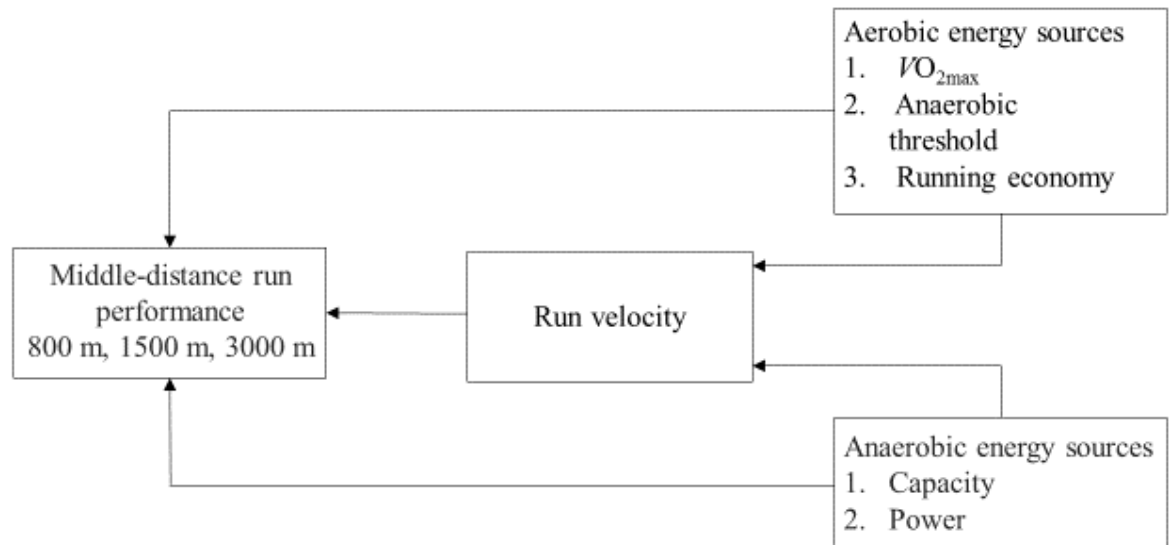 Aerobic energy sources
1. VO2max
2. Anaerobic
threshold
3. Running economy
Middle-distance run
performance
800 m, 1500 m, 3000 m
Run velocity
Anaerobic energy sources
1. Capacity
2. Power